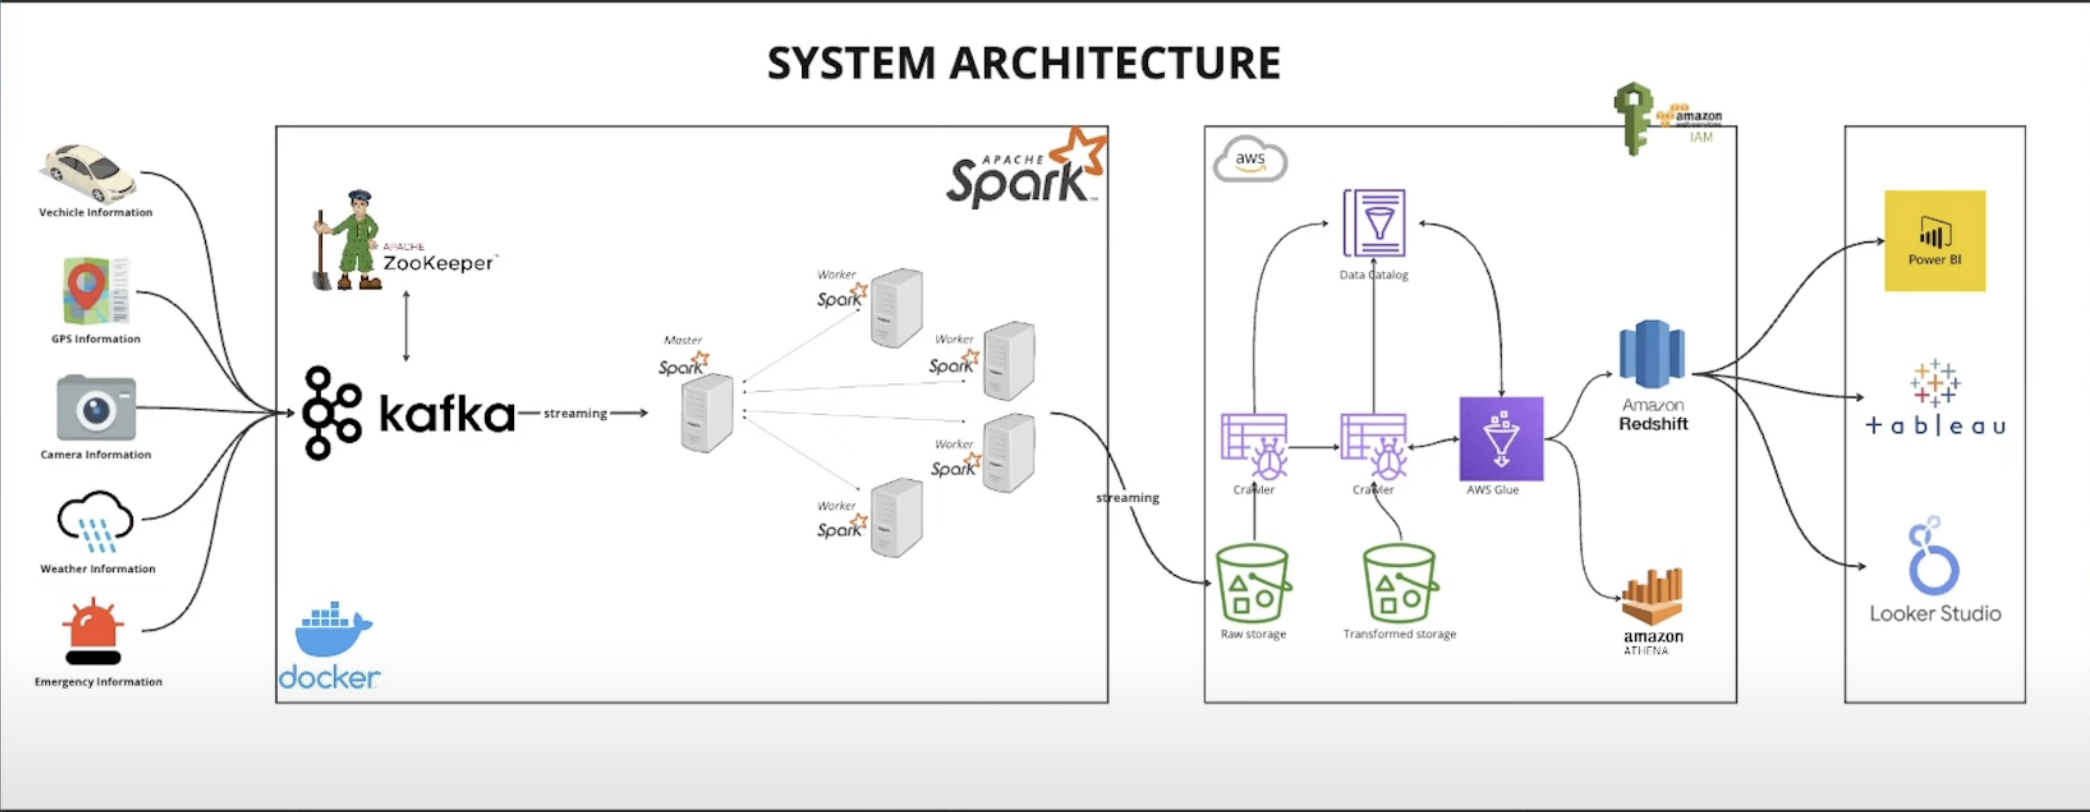 SYSTEM ARCHITECTURE
Vechicle Information
GPS Information
Camera Information
Weather Information
Emergency Information
APACHE
ZooKeeper
kafka
streaming
docker
APACHE
Spark
Master
Spark
Worker
Spark
Worker
Spark
Worker
Spark
Worker
Spark
streaming
aws
amazon
IAM
Data Catalog
Crawler
Crawler
AWS Glue
Raw storage
Transformed storage
Amazon
Redshift
amazon
ATHENA
Power BI
+ a b | e a u
Looker Studio